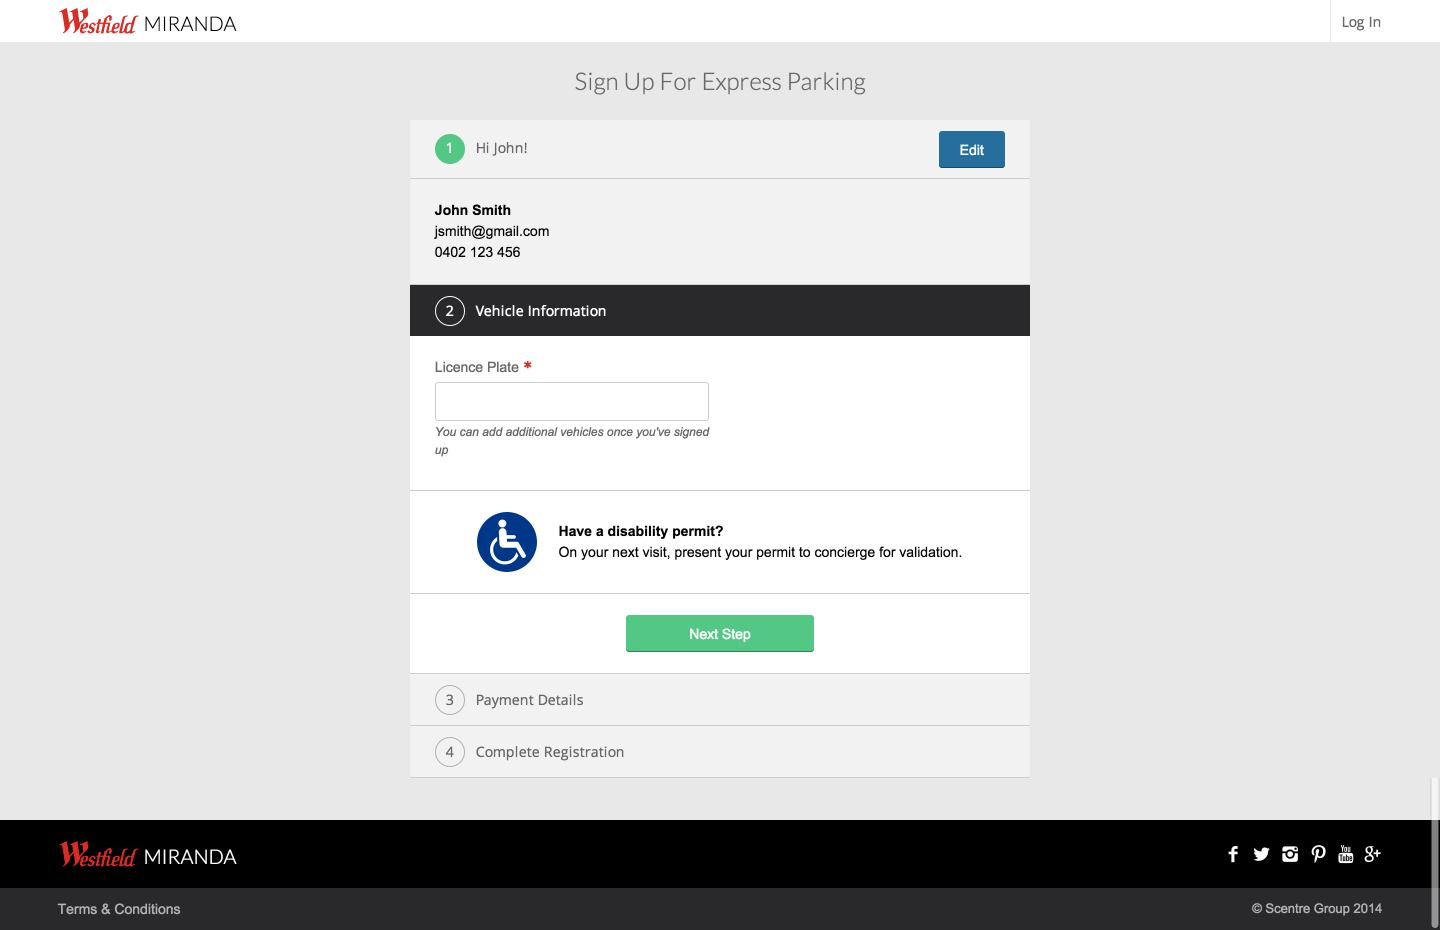 Westfield MIRANDA
Log In
Sign Up For Express Parking
1 Hi John!
Edit
John Smith
jsmith@gmail.com
0402 123 456
2 Vehicle Information
Licence Plate *
You can add additional vehicles once you've signed
up
Have a disability permit?
On your next visit, present your permit to concierge for validation.
Next Step
3 Payment Details
4 Complete Registration
Westfield MIRANDA
You
Tube
Terms & Conditions
© Scentre Group 2014